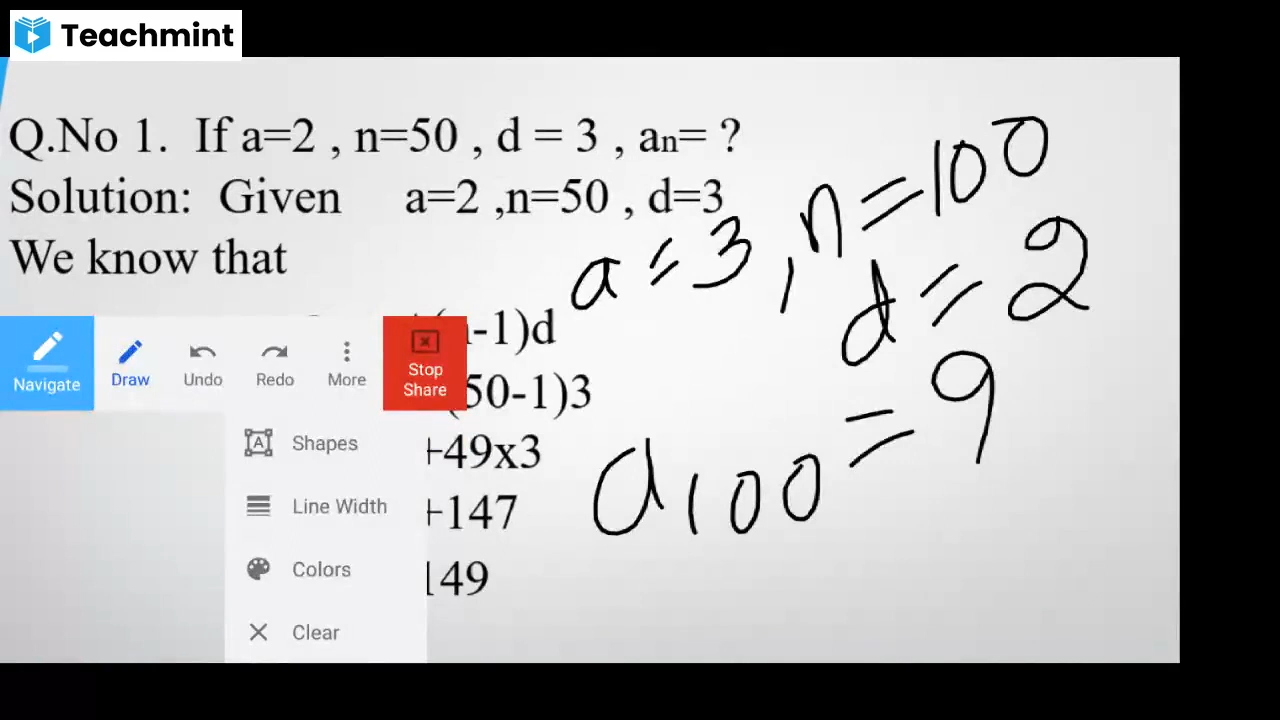 Teachmint
Q.No 1. If a=2 , n=50 , d = 3 , an= ?
Solution: Given a=2 ,n=50 , d=3
We know that
-1)d
(50-1)3
+49x3
+147
149
Navigate
Draw
Undo
Redo
More
Stop
Share
Shapes
Line Width
Colors
Clear
a=3, n=100
d=2
a100=9